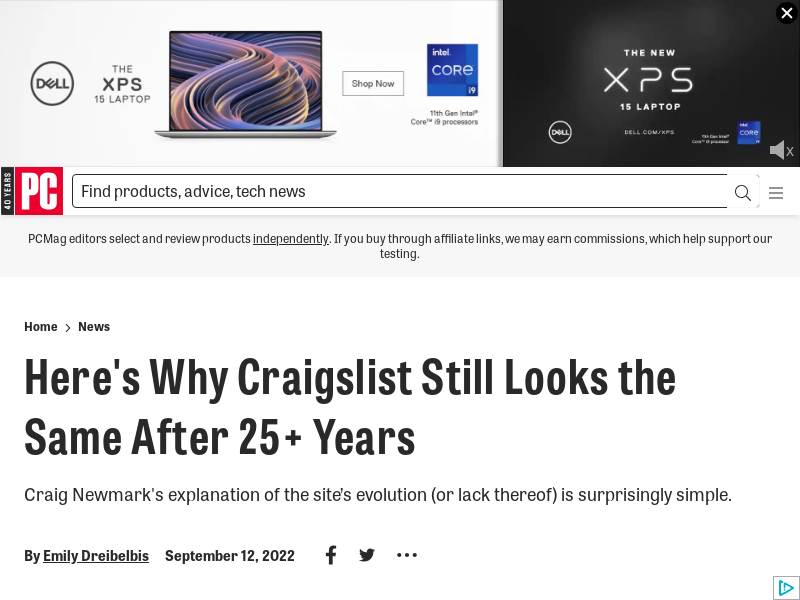 DELL
THE
XPS
15 LAPTOP
Shop Now
intel.
CORE
i9
11th Gen Intel®
Core™ i9 processors
THE NEW
XPS
15 LAPTOP
DELL
DELL.COM/XPS
11th Gen Intel®
Core™ i9 processors
intel
CORE
X
40 YEARS
PC
Find products, advice, tech news
PCMag editors select and review products independently. If you buy through affiliate links, we may earn commissions, which help support our
testing.
Home > News
Here's Why Craigslist Still Looks the
Same After 25+ Years
Craig Newmark's explanation of the site's evolution (or lack thereof) is surprisingly simple.
By Emily Dreibelbis September 12, 2022